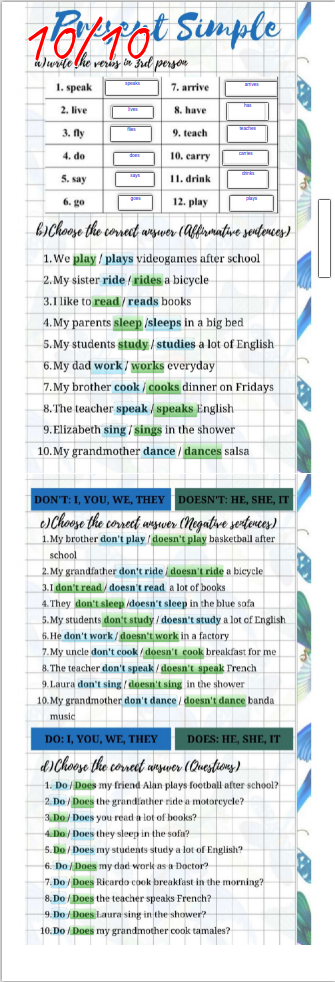 Present Simple
10/10
a)write the verbs in 3rd person
1. speak speaks 7. arrive arrives
2. live lives 8. have has
3. fly flies 9. teach teaches
4. do does 10. carry carries
5. say says 11. drink drinks
6. go goes 12. play plays
b)Choose the correct answer (Affirmative sentences)
1.We play / plays videogames after school
2.My sister ride / rides a bicycle
3.I like to read / reads books
4.My parents sleep /sleeps in a big bed
5.My students study / studies a lot of English
6.My dad work / works everyday
7.My brother cook / cooks dinner on Fridays
8.The teacher speak / speaks English
9.Elizabeth sing / sings in the shower
10.My grandmother dance / dances salsa
DON'T: I, YOU, WE, THEY DOESN'T: HE, SHE, IT
c)Choose the correct answer (Negative sentences)
1.My brother don't play / doesn't play basketball after
school
2.My grandfather don't ride / doesn't ride a bicycle
3.I don't read / doesn't read a lot of books
4.They don't sleep /doesn't sleep in the blue sofa
5.My students don't study / doesn't study a lot of English
6.He don't work / doesn't work in a factory
7.My uncle don't cook / doesn't cook breakfast for me
8.The teacher don't speak / doesn't speak French
9.Laura don't sing / doesn't sing in the shower
10.My grandmother don't dance / doesn't dance banda
music
DO: I, YOU, WE, THEY DOES: HE, SHE, IT
d)Choose the correct answer (Questions)
1. Do / Does my friend Alan plays football after school?
2. Do / Does the grandfather ride a motorcycle?
3. Do / Does you read a lot of books?
4. Do / Does they sleep in the sofa?
5. Do / Does my students study a lot of English?
6. Do / Does my dad work as a Doctor?
7. Do / Does Ricardo cook breakfast in the morning?
8. Do / Does the teacher speaks French?
9. Do / Does Laura sing in the shower?
10. Do / Does my grandmother cook tamales?